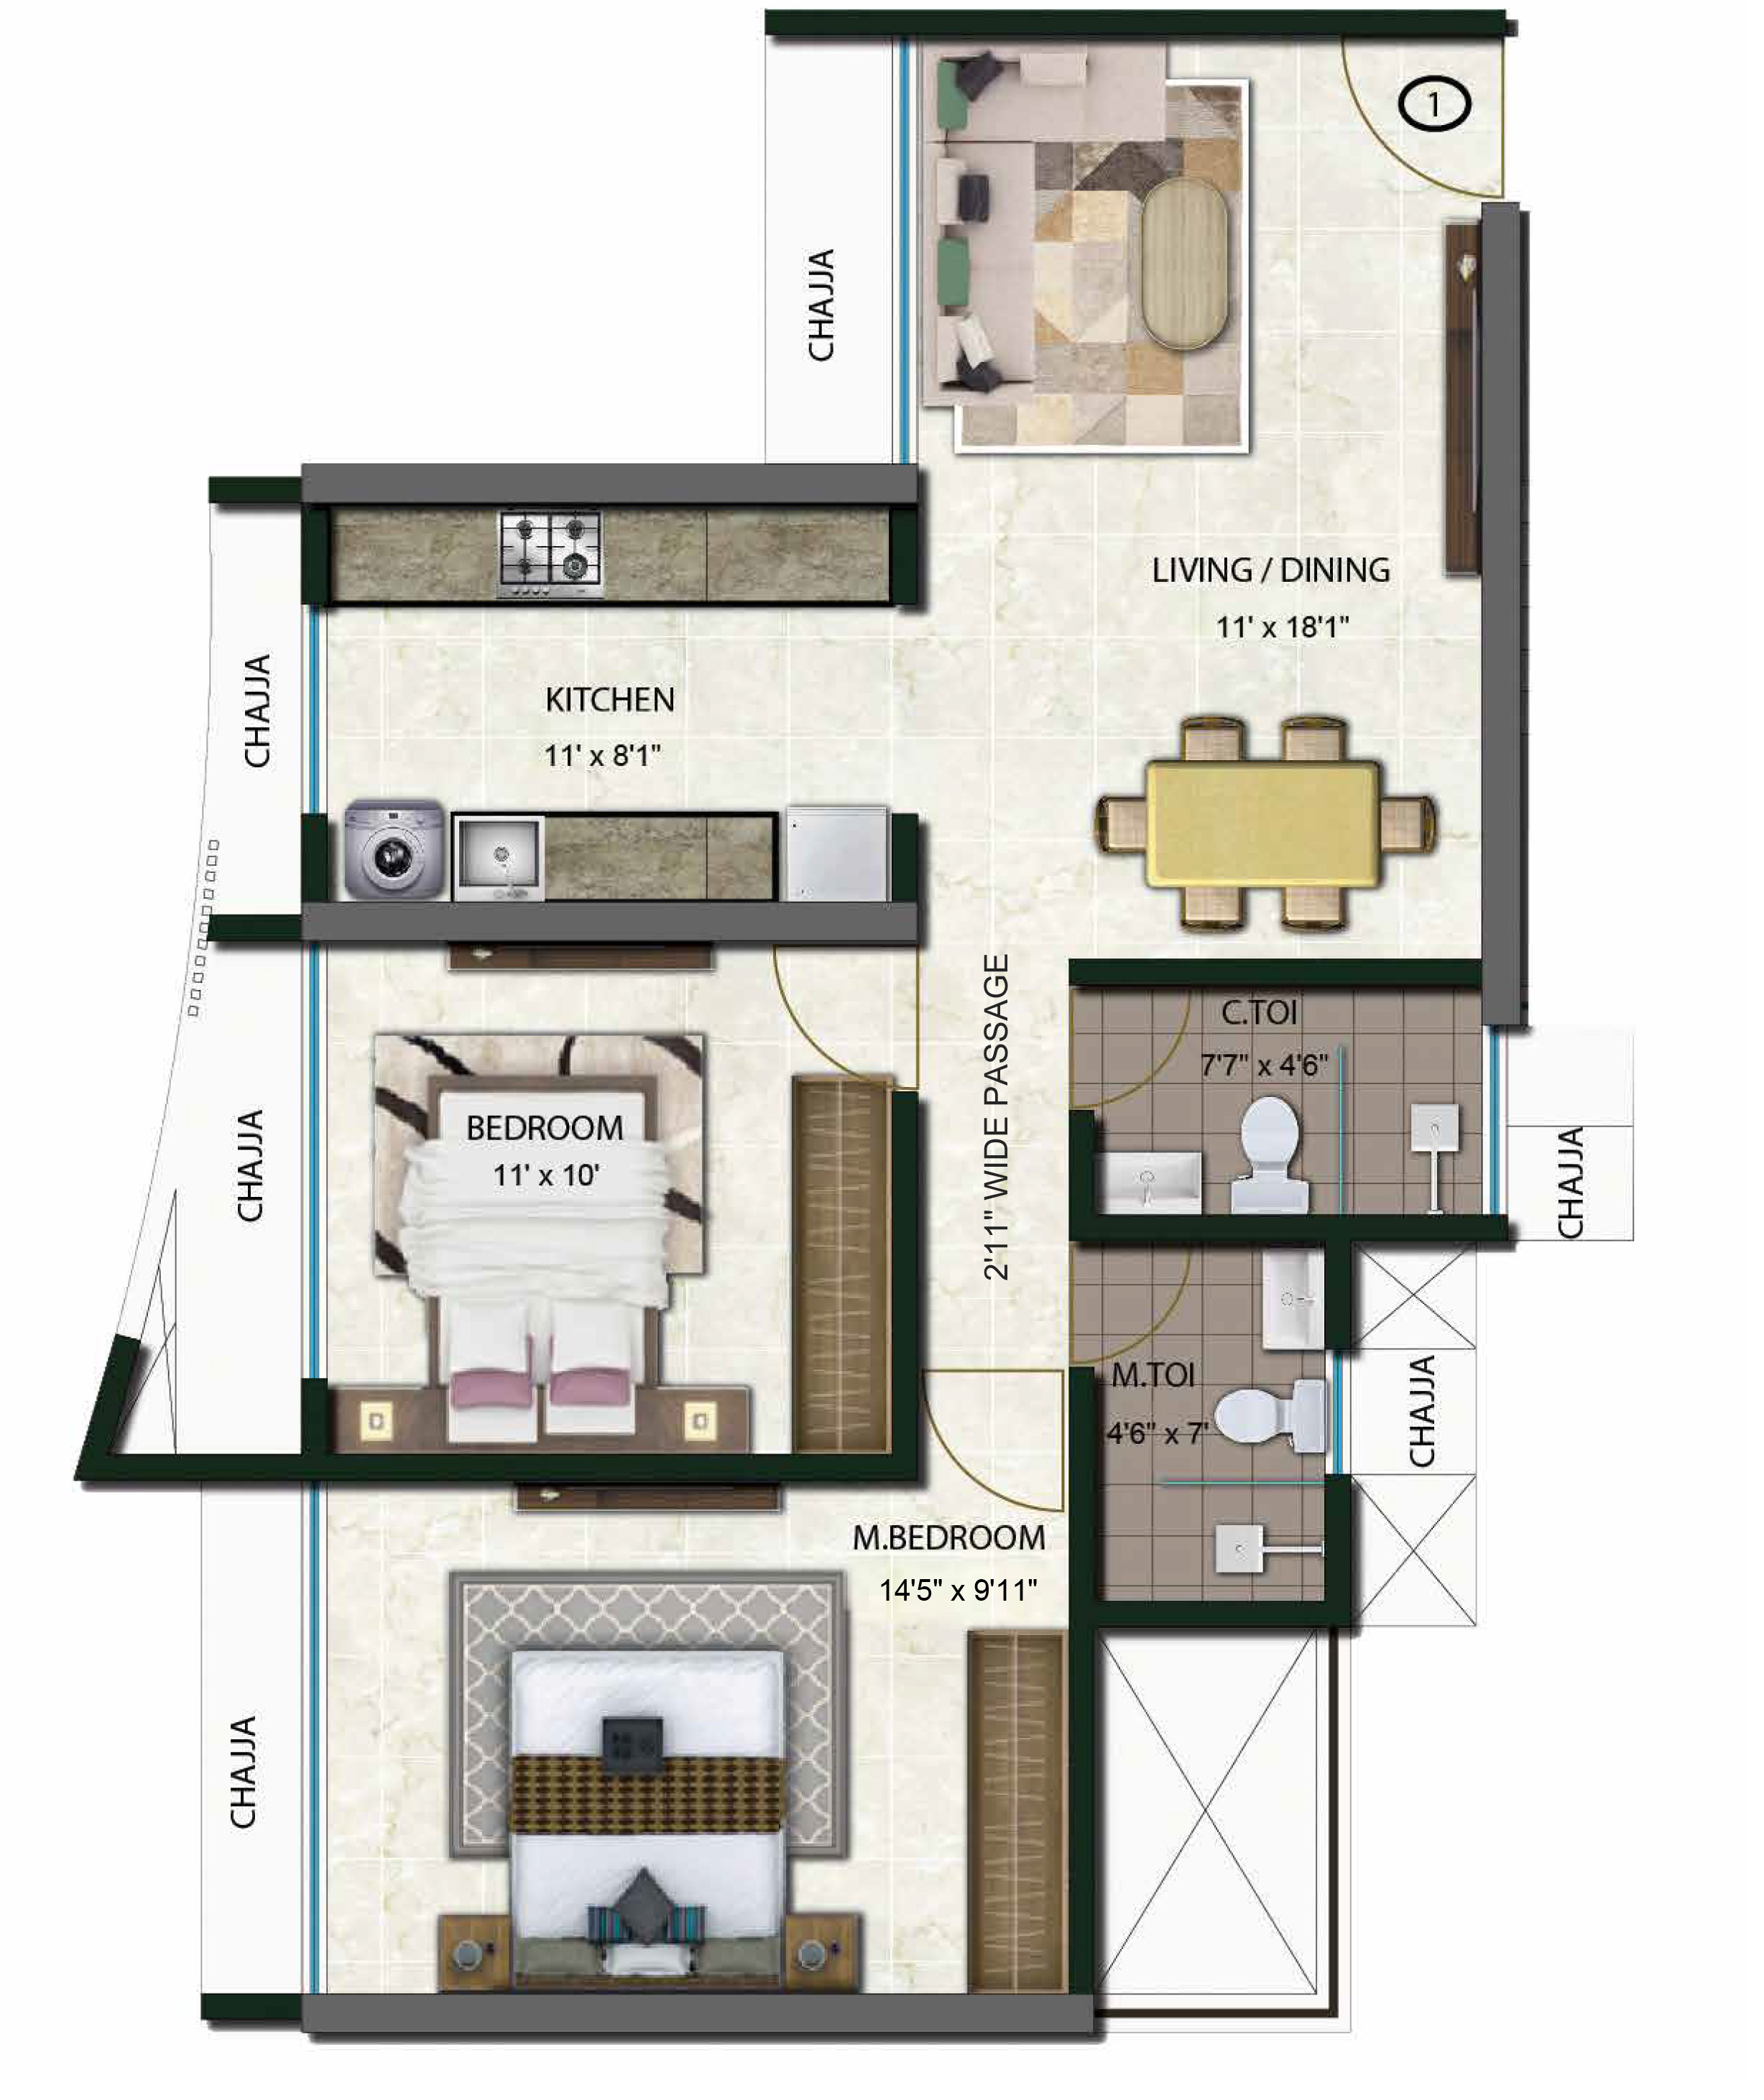 1
CHAJJA
LIVING / DINING
11' x 18'1"
CHAJJA
KITCHEN
11' x 8'1"
2'11" WIDE PASSAGE
C.TOI
7'7" x 4'6"
CHAJJA
BEDROOM
11' x 10'
CHAJJA
M.TOI
4'6" x 7'
CHAJJA
M.BEDROOM
14'5" x 9'11"
CHAJJA